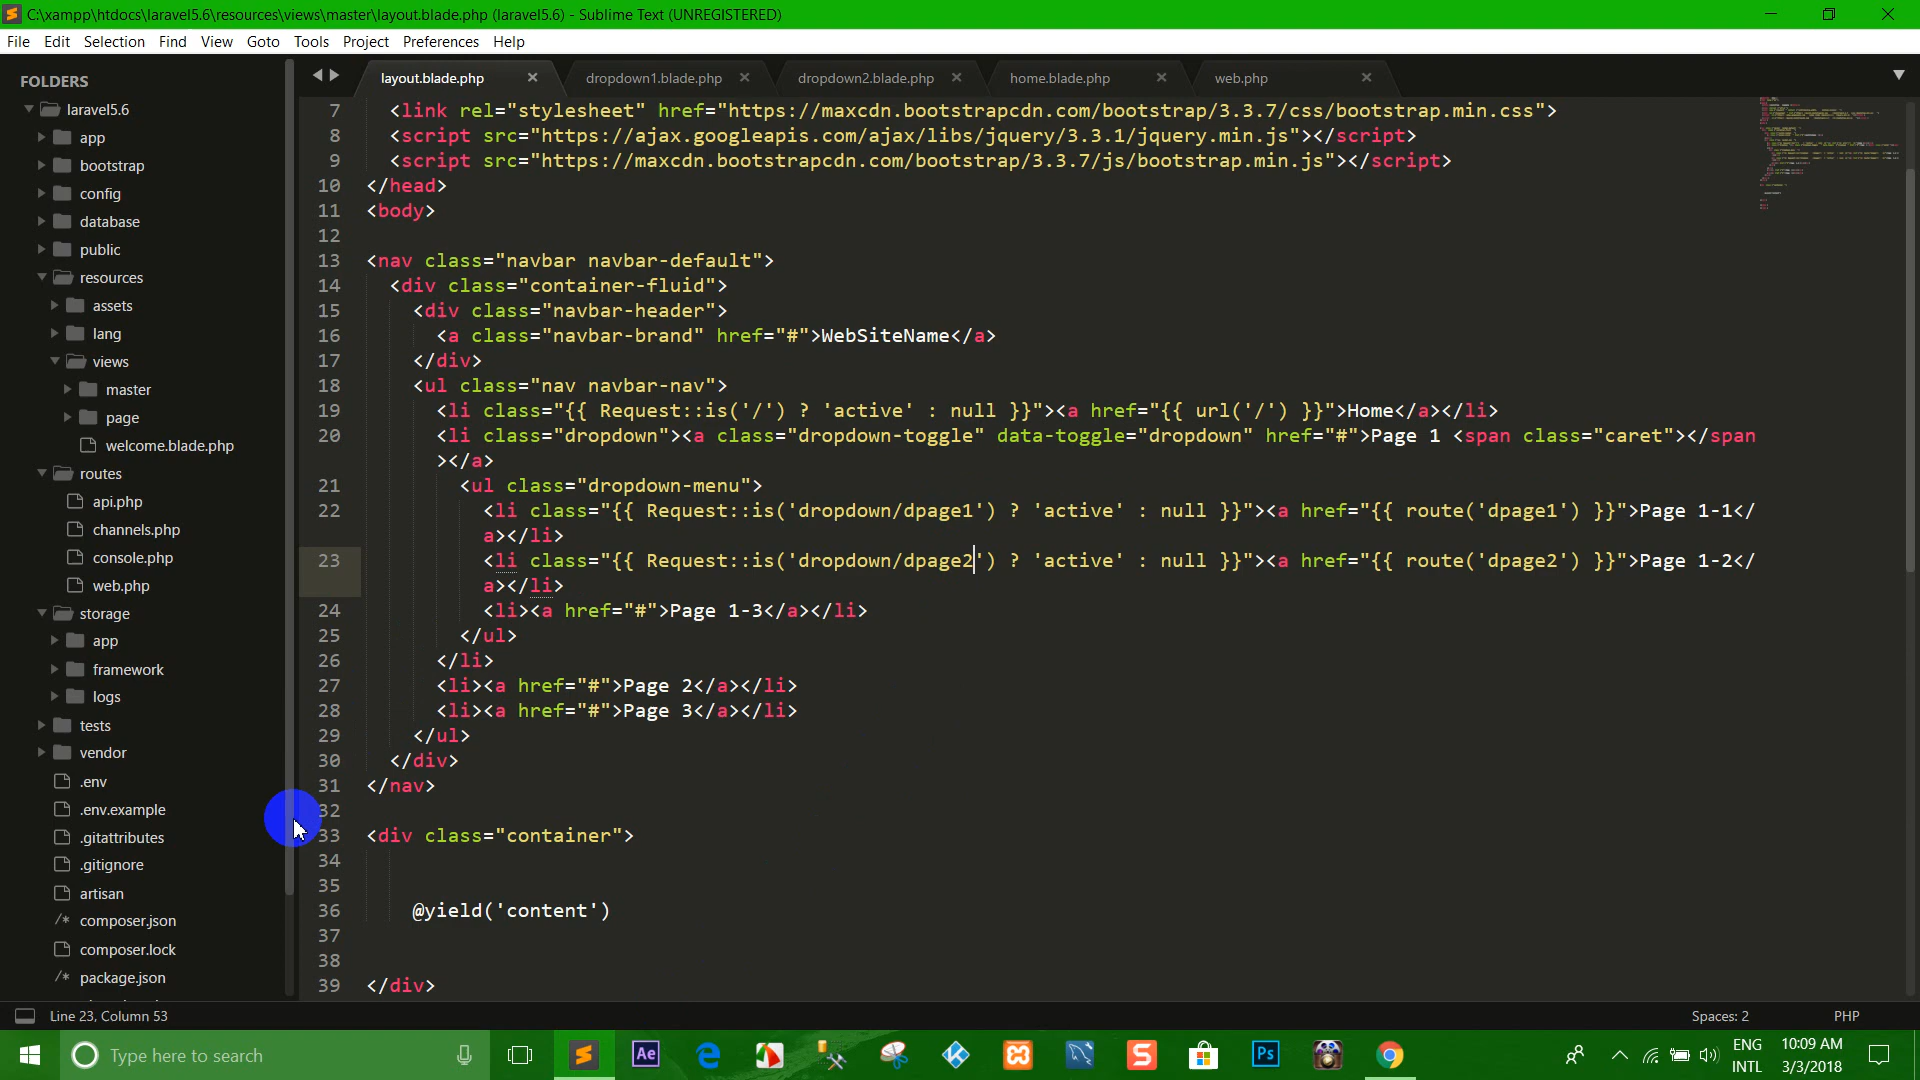 C:\xampp\htdocs\laravel5.6\resources\views\master\layout.blade.php (laravel5.6) - Sublime Text (UNREGISTERED)
File Edit Selection Find View Goto Tools Project Preferences Help
FOLDERS
laravel5.6
app
bootstrap
config
database
public
resources
assets
lang
views
master
page
welcome.blade.php
routes
api.php
channels.php
console.php
web.php
storage
app
framework
logs
tests
vendor
.env
.env.example
.gitattributes
.gitignore
artisan
/* composer.json
composer.lock
/* package.json
layout.blade.php dropdown1.blade.php dropdown2.blade.php home.blade.php web.php
7 <link rel="stylesheet" href="https://maxcdn.bootstrapcdn.com/bootstrap/3.3.7/css/bootstrap.min.css">
8 <script src="https://ajax.googleapis.com/ajax/libs/jquery/3.3.1/jquery.min.js"></script>
9 <script src="https://maxcdn.bootstrapcdn.com/bootstrap/3.3.7/js/bootstrap.min.js"></script>
10 </head>
11 <body>
12
13 <nav class="navbar navbar-default">
14 <div class="container-fluid">
15 <div class="navbar-header">
16 <a class="navbar-brand" href="#">WebSiteName</a>
17 </div>
18 <ul class="nav navbar-nav">
19 <li class="{{ Request::is('/') ? 'active' : null }}"><a href="{{ url('/') }}">Home</a></li>
20 <li class="dropdown"><a class="dropdown-toggle" data-toggle="dropdown" href="#">Page 1 <span class="caret"></span
></a>
21 <ul class="dropdown-menu">
22 <li class="{{ Request::is('dropdown/dpage1') ? 'active' : null }}"><a href="{{ route('dpage1') }}">Page 1-1</
a></li>
23 <li class="{{ Request::is('dropdown/dpage2') ? 'active' : null }}"><a href="{{ route('dpage2') }}">Page 1-2</
a></li>
24 <li><a href="#">Page 1-3</a></li>
25 </ul>
26 </li>
27 <li><a href="#">Page 2</a></li>
28 <li><a href="#">Page 3</a></li>
29 </ul>
30 </div>
31 </nav>
32
33 <div class="container">
34
35
36 @yield('content')
37
38
39 </div>
Line 23, Column 53
Spaces: 2 PHP
Type here to search
Ae
Ps
ENG
INTL
10:09 AM
3/3/2018